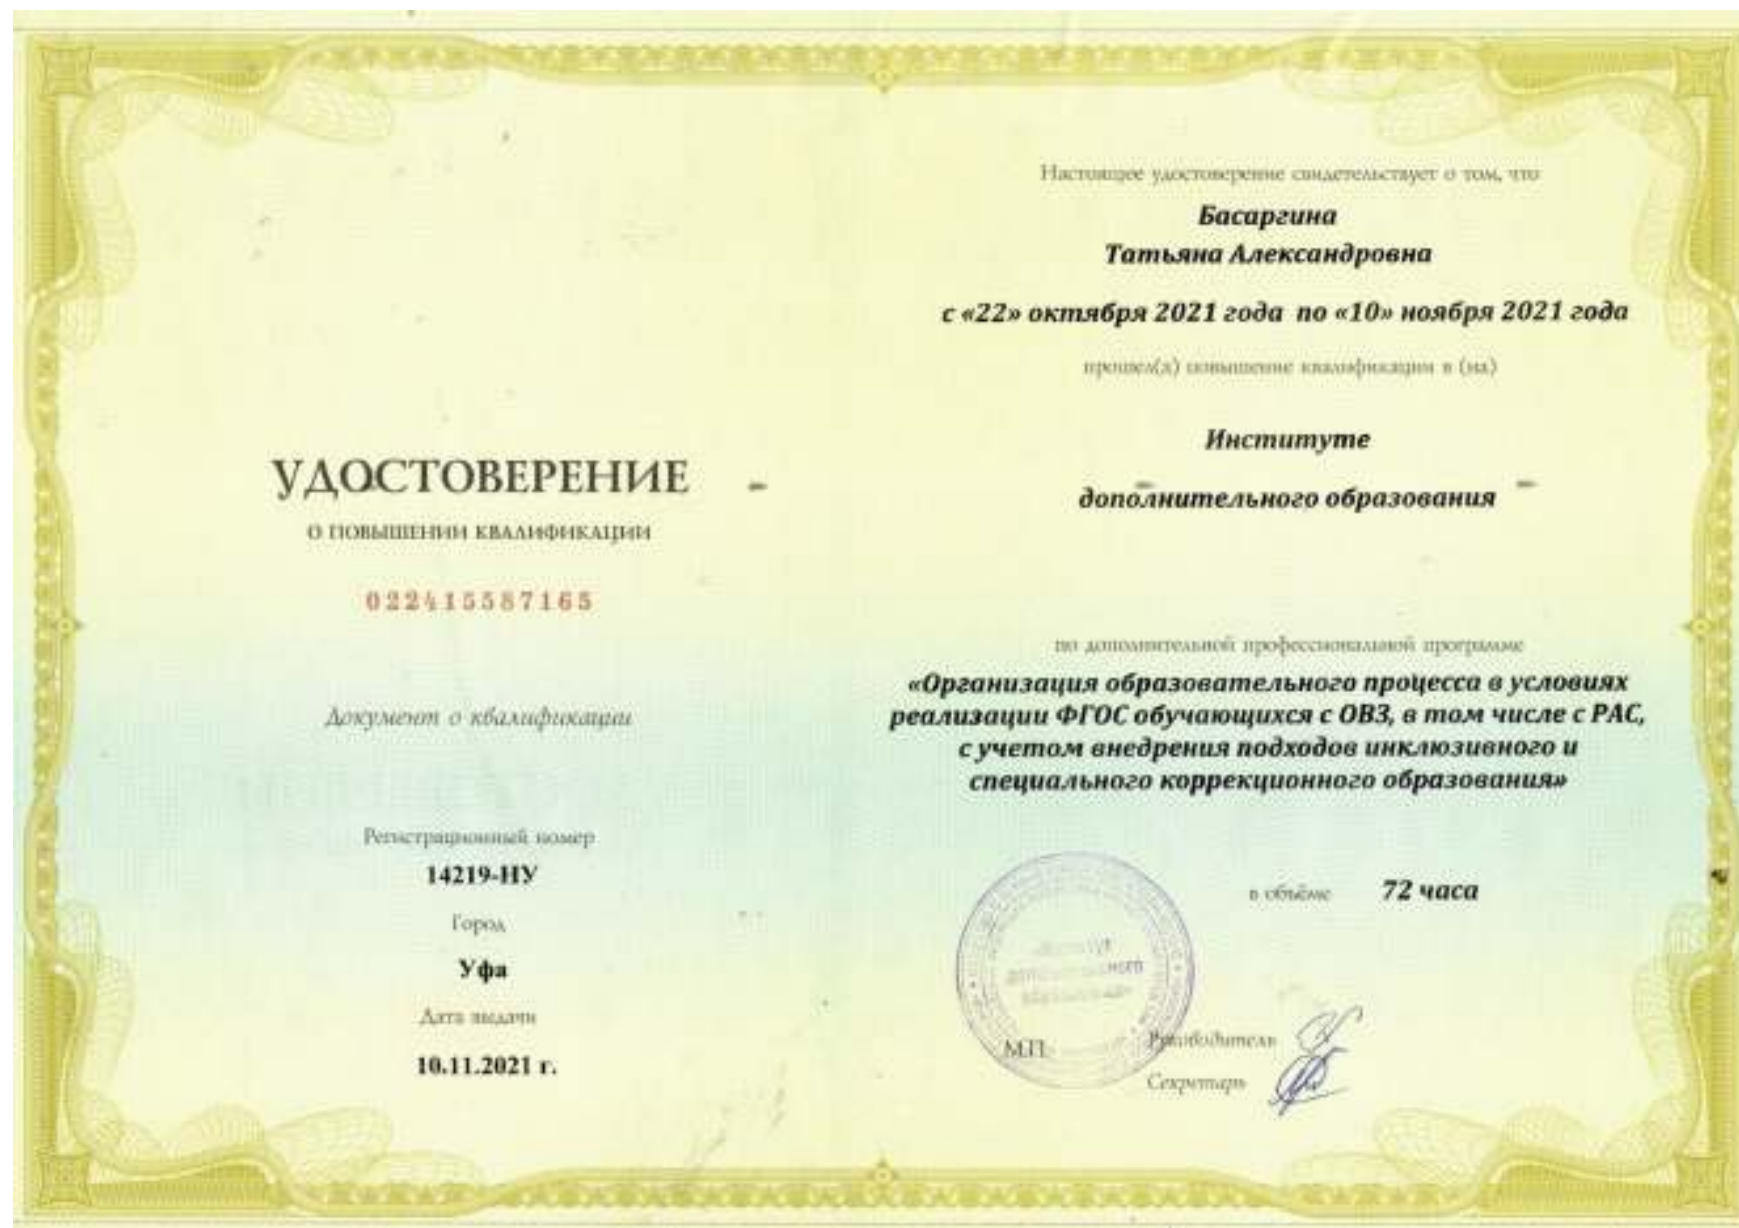 УДОСТОВЕРЕНИЕ
О ПОВЫШЕНИИ КВАЛИФИКАЦИИ
022415587165
Документ о квалификации
Регистрационный номер
14219-НУ
Город
Уфа
Дата выдачи
10.11.2021 г.
Настоящее удостоверение свидетельствует о том, что
Басаргина
Татьяна Александровна
с «22» октября 2021 года по «10» ноября 2021 года
прошел(а) повышение квалификации в (на)
Институте
дополнительного образования
по дополнительной профессиональной программе
«Организация образовательного процесса в условиях
реализации ФГОС обучающихся с ОВЗ, в том числе с РАС,
с учетом внедрения подходов инклюзивного и
специального коррекционного образования»
в объёме 72 часа
М.П.
Руководитель
Секретарь